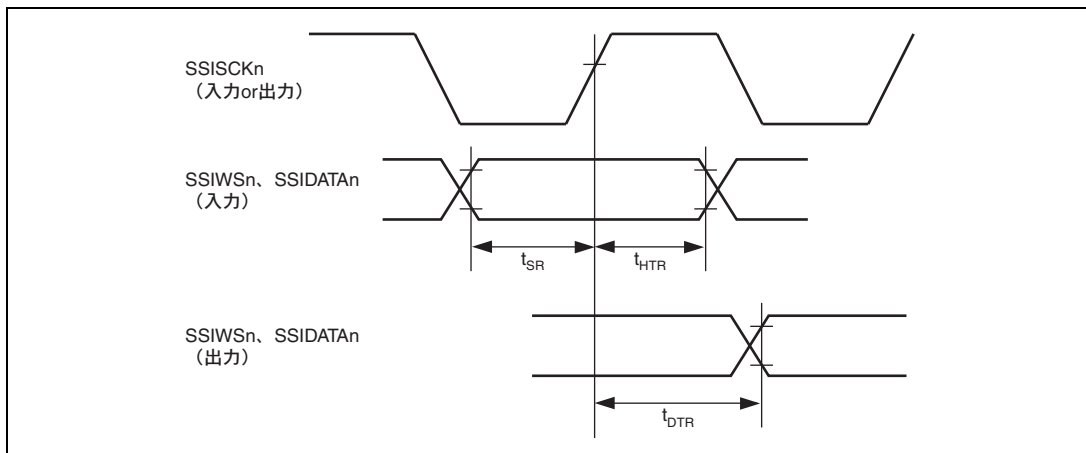 SSISCKn
（入力or出力）
SSIWSn、SSIDATAn
（入力）
tSR
tHTR
SSIWSn、SSIDATAn
（出力）
tDTR